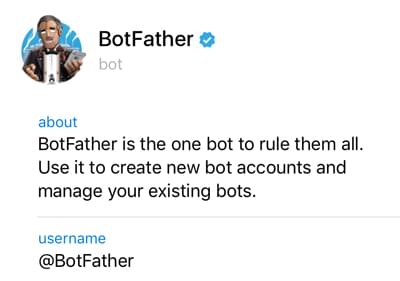 BotFather
bot
about
BotFather is the one bot to rule them all.
Use it to create new bot accounts and
manage your existing bots.
username
@BotFather